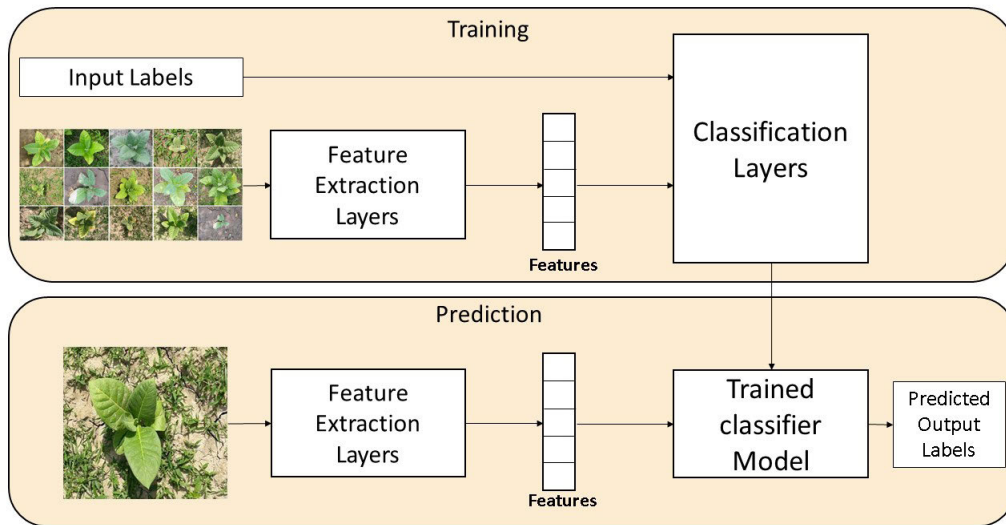 Training
Input Labels
Feature
Extraction
Layers
Features
Classification
Layers
Prediction
Feature
Extraction
Layers
Features
Trained
classifier
Model
Predicted
Output
Labels